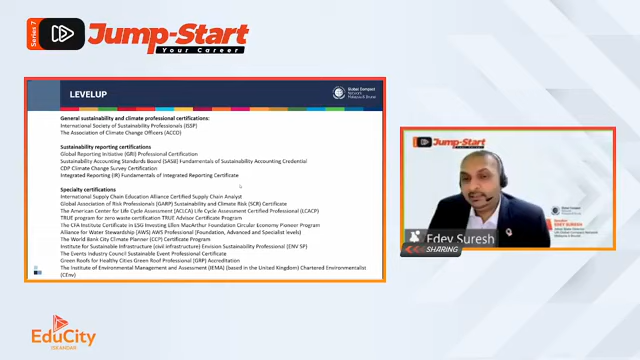 Series 7
Jump-Start
Your Career
LEVELUP
Global Compact
Network
Malaysia & Brunei
General sustainability and climate professional certifications:
International Society of Sustainability Professionals (ISSP)
The Association of Climate Change Officers (ACCO)
Sustainability reporting certifications:
Global Reporting Initiative (GRI) Professional Certification
Sustainability Accounting Standards Board (SASB) Fundamentals of Sustainability Accounting Credential
CDP Climate Change Survey Certification
Integrated Reporting (IR) Fundamentals of Integrated Reporting Certificate
Specialty certifications:
International Supply Chain Education Alliance Certified Supply Chain Analyst
Global Association of Risk Professionals (GARP) Sustainability and Climate Risk (SCR) Certificate
The American Center for Life Cycle Assessment (ACLCA) Life Cycle Assessment Certified Professional (LCACP)
TRUE program for zero waste certification TRUE Advisor Certificate Program
The CFA Institute Certificate in ESG Investing Ellen MacArthur Foundation Circular Economy Pioneer Program
Alliance for Water Stewardship (AWS) AWS Professional (Foundation, Advanced and Specialist levels)
The World Bank City Climate Planner (CCP) Certificate Program
Institute for Sustainable Infrastructure (civil infrastructure) Envision Sustainability Professional (ENV SP)
The Events Industry Council Sustainable Event Professional Certificate
Green Roofs for Healthy Cities Green Roof Professional (GRP) Accreditation
The Institute of Environmental Management and Assessment (IEMA) (based in the United Kingdom) Chartered Environmentalist
(CEnv)
Jump-Start
EDEV SURESH
Edev Suresh
SHARING
EduCity
ISKANDAR